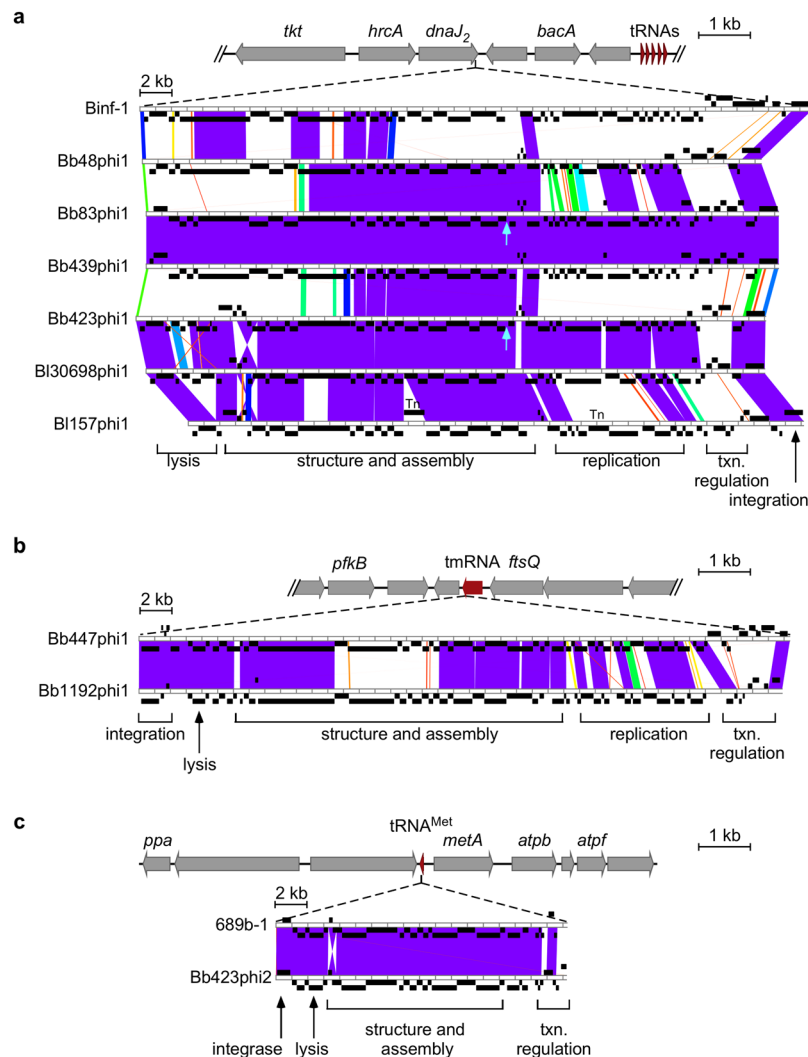 a
tkt hrcA dnaJ2 bacA tRNAs 1 kb
2 kb
Binf-1
Bb48phi1
Bb83phi1
Bb439phi1
Bb423phi1
Bl30698phi1
Tn
Tn
Bl157phi1
lysis structure and assembly replication txn.
regulation
integration
b
pfkB tmRNA ftsQ 1 kb
2 kb
Bb447phi1
Bb1192phi1
integration structure and assembly replication txn.
regulation
lysis
c
tRNAMet
ppa metA atpb atpf 1 kb
2 kb
689b-1
Bb423phi2
integrase lysis structure and
assembly txn.
regulation